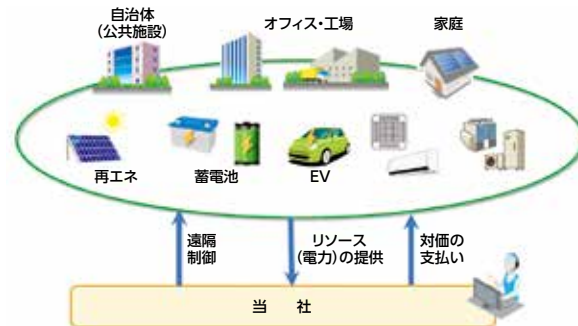 自治体
(公共施設)
オフィス・工場
家庭
再エネ
蓄電池
EV
遠隔
制御
リソース
(電力)の提供
対価の
支払い
当 社